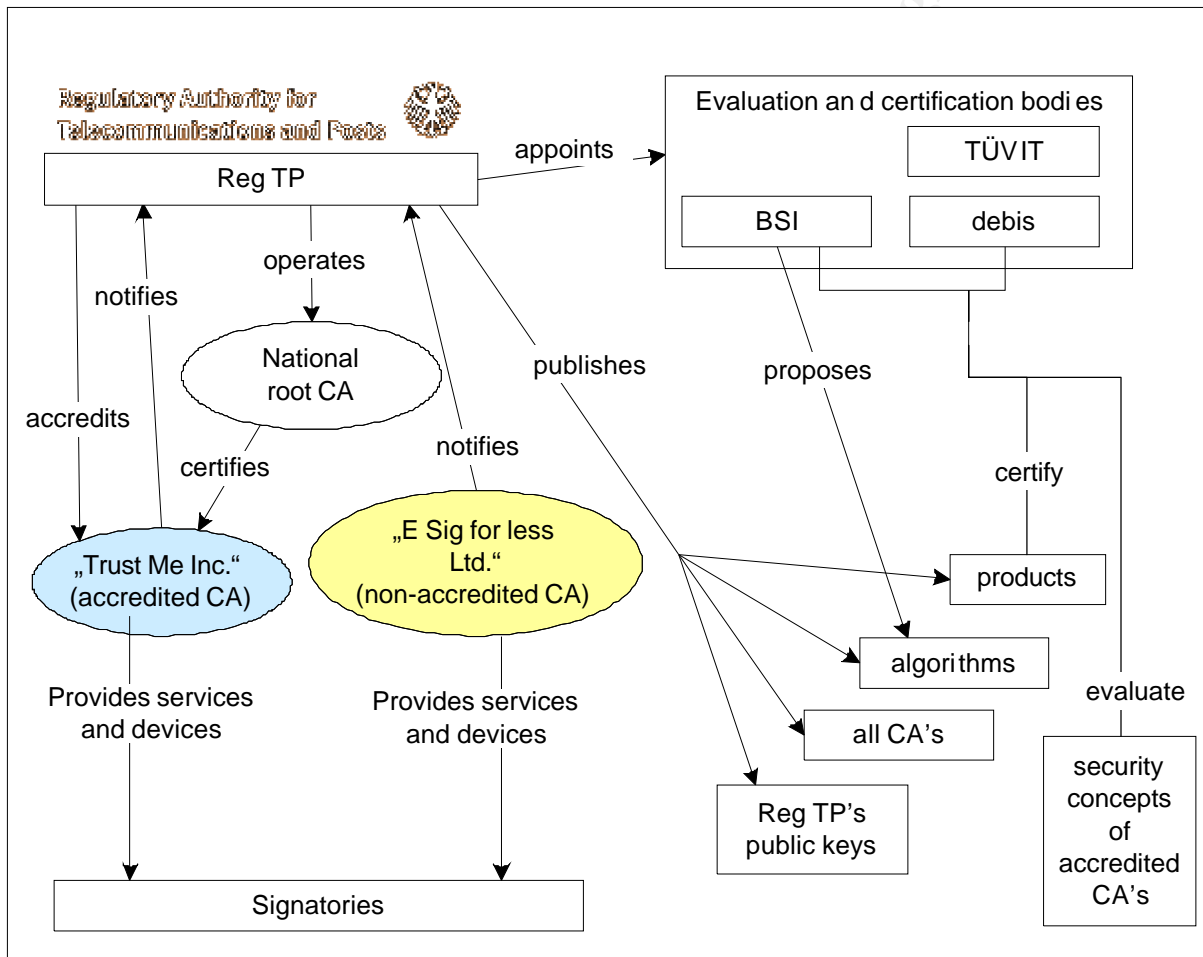 Regulatory Authority for
Telecommunications and Posts
Reg TP
appoints
Evaluation an d certification bodi es
TÜV IT
BSI
debis
operates
notifies
National
root CA
publishes
proposes
accredits
certifies
notifies
certify
„Trust Me Inc.“
(accredited CA)
„E Sig for less
Ltd.“
(non-accredited CA)
products
algorithms
Provides services
and devices
Provides services
and devices
evaluate
all CA's
security
concepts
of
accredited
CA's
Reg TP's
public keys
Signatories